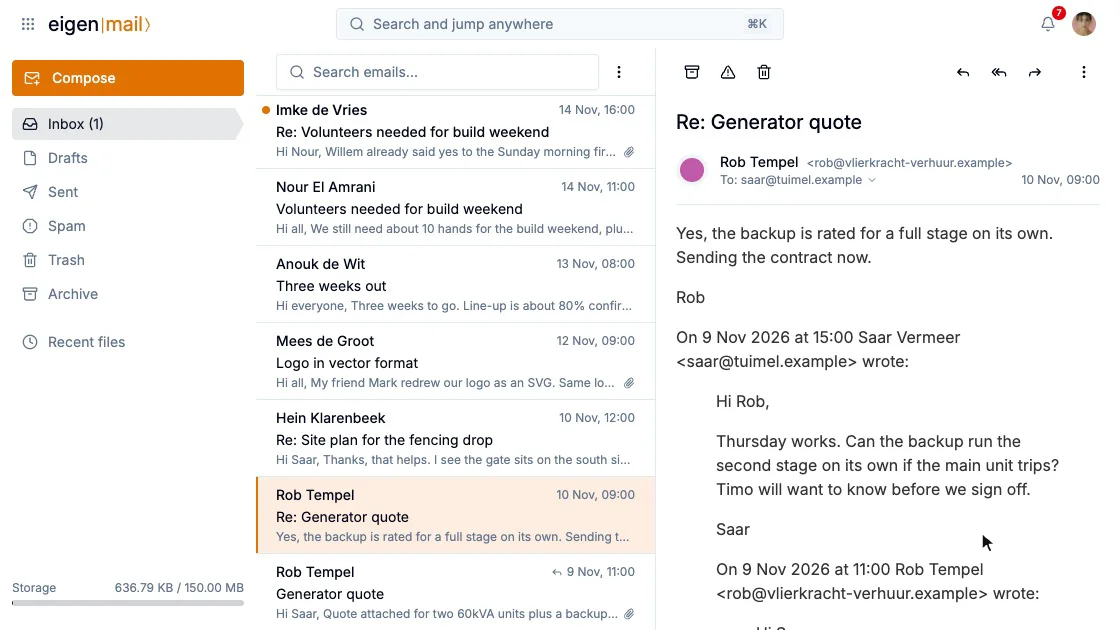 eigen|mail⟩
Search and jump anywhere
⌘K
7
Compose
Inbox (1)
Drafts
Sent
Spam
Trash
Archive
Recent files
Storage 636.79 KB / 150.00 MB
Search emails...
Imke de Vries 14 Nov, 16:00
Re: Volunteers needed for build weekend
Hi Nour, Willem already said yes to the Sunday morning fir...
Nour El Amrani 14 Nov, 11:00
Volunteers needed for build weekend
Hi all, We still need about 10 hands for the build weekend, plu...
Anouk de Wit 13 Nov, 08:00
Three weeks out
Hi everyone, Three weeks to go. Line-up is about 80% confir...
Mees de Groot 12 Nov, 09:00
Logo in vector format
Hi all, My friend Mark redrew our logo as an SVG. Same lo...
Hein Klarenbeek 10 Nov, 12:00
Re: Site plan for the fencing drop
Hi Saar, Thanks, that helps. I see the gate sits on the south si...
Rob Tempel 10 Nov, 09:00
Re: Generator quote
Yes, the backup is rated for a full stage on its own. Sending t...
Rob Tempel 9 Nov, 11:00
Generator quote
Hi Saar, Quote attached for two 60kVA units plus a backup...
Re: Generator quote
Rob Tempel <rob@vlierkracht-verhuur.example>
To: saar@tuimel.example 10 Nov, 09:00
Yes, the backup is rated for a full stage on its own.
Sending the contract now.
Rob
On 9 Nov 2026 at 15:00 Saar Vermeer
<saar@tuimel.example> wrote:
Hi Rob,
Thursday works. Can the backup run the
second stage on its own if the main unit trips?
Timo will want to know before we sign off.
Saar
On 9 Nov 2026 at 11:00 Rob Tempel
<rob@vlierkracht-verhuur.example> wrote: